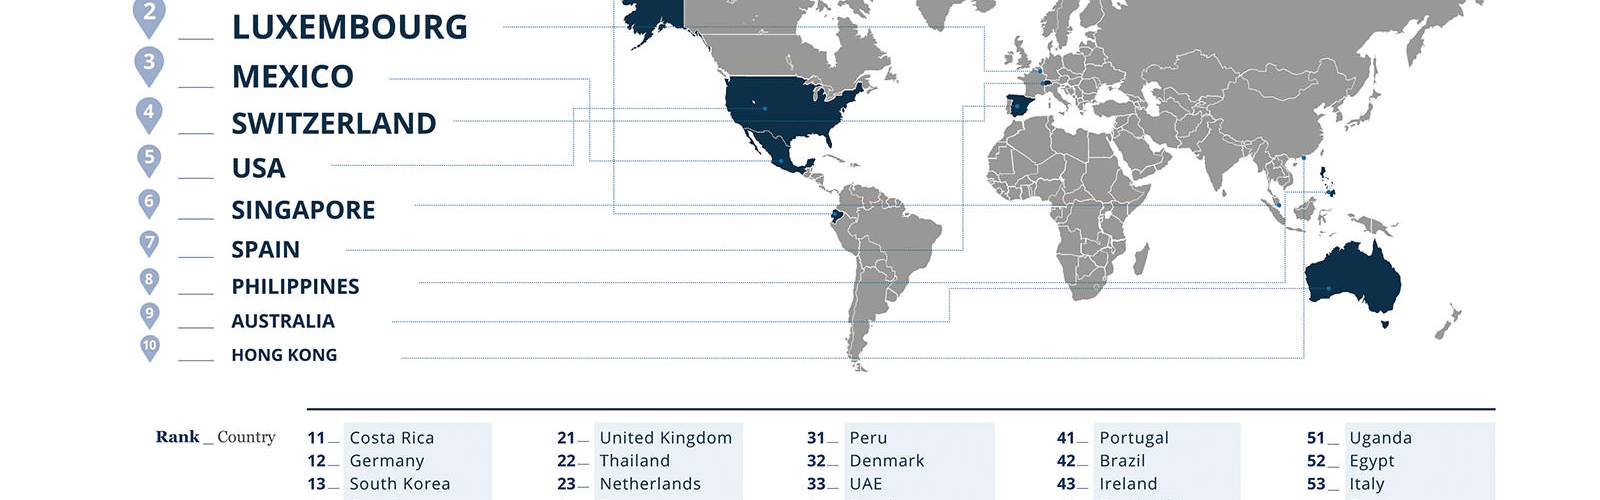 2 LUXEMBOURG
3 MEXICO
4 SWITZERLAND
5 USA
6 SINGAPORE
7 SPAIN
8 PHILIPPINES
9 AUSTRALIA
10 HONG KONG
Rank _ Country
11 _ Costa Rica
12 _ Germany
13 _ South Korea
21 _ United Kingdom
22 _ Thailand
23 _ Netherlands
31 _ Peru
32 _ Denmark
33 _ UAE
41 _ Portugal
42 _ Brazil
43 _ Ireland
51 _ Uganda
52 _ Egypt
53 _ Italy